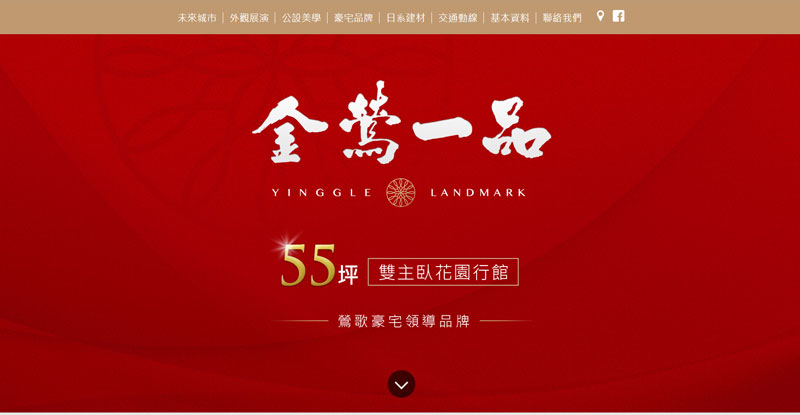 未來城市｜外觀展演｜公設美學｜豪宅品牌｜日系建材｜交通動線｜基本資料｜聯絡我們
金鶯一品
YINGGLE LANDMARK
55坪 雙主臥花園行館
鶯歌豪宅領導品牌